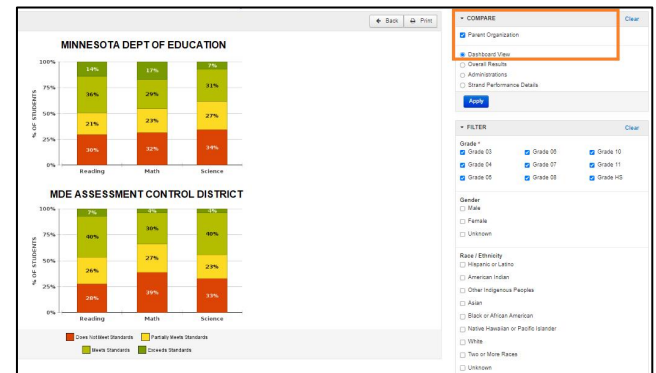 Back Print
MINNESOTA DEPT OF EDUCATION
100%
75%
50%
25%
0%
% OF STUDENTS
14%
36%
21%
30%
17%
29%
23%
32%
7%
31%
27%
34%
Reading Math Science
MDE ASSESSMENT CONTROL DISTRICT
100%
75%
50%
25%
0%
% OF STUDENTS
7%
40%
26%
28%
4%
30%
27%
39%
4%
40%
23%
33%
Reading Math Science
Does Not Meet Standards Partially Meets Standards
Meets Standards Exceeds Standards
COMPARE Clear
Parent Organization
Dashboard View
Overall Results
Administrations
Strand Performance Details
Apply
FILTER Clear
Grade *
Grade 03 Grade 06 Grade 10
Grade 04 Grade 07 Grade 11
Grade 05 Grade 08 Grade HS
Gender
Male
Female
Unknown
Race / Ethnicity
Hispanic or Latino
American Indian
Other Indigenous Peoples
Asian
Black or African American
Native Hawaiian or Pacific Islander
White
Two or More Races
Unknown